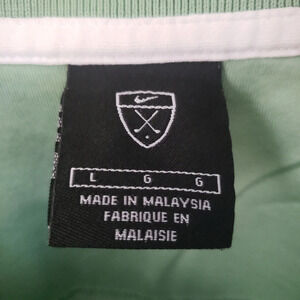 L G G
MADE IN MALAYSIA
FABRIQUE EN
MALAISIE